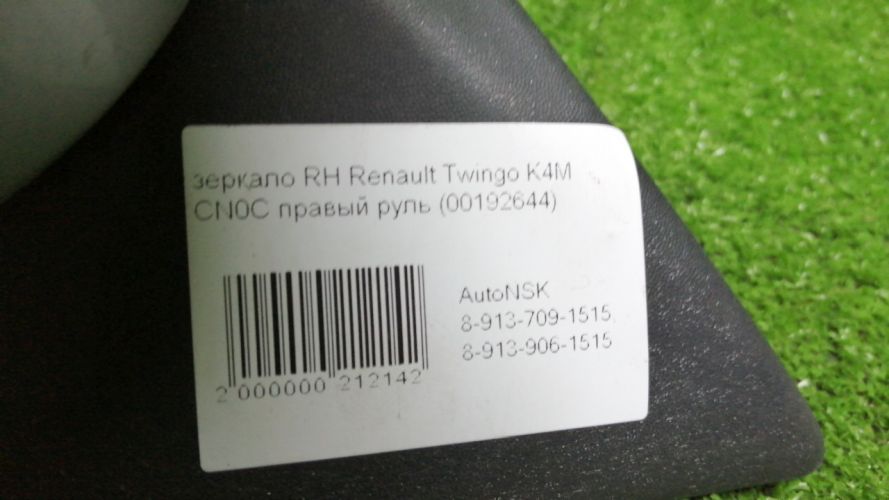 зеркало RH Renault Twingo K4M
CN0C правый руль (00192644)
AutoNSK
8-913-709-1515
8-913-906-1515
2 000000 212142